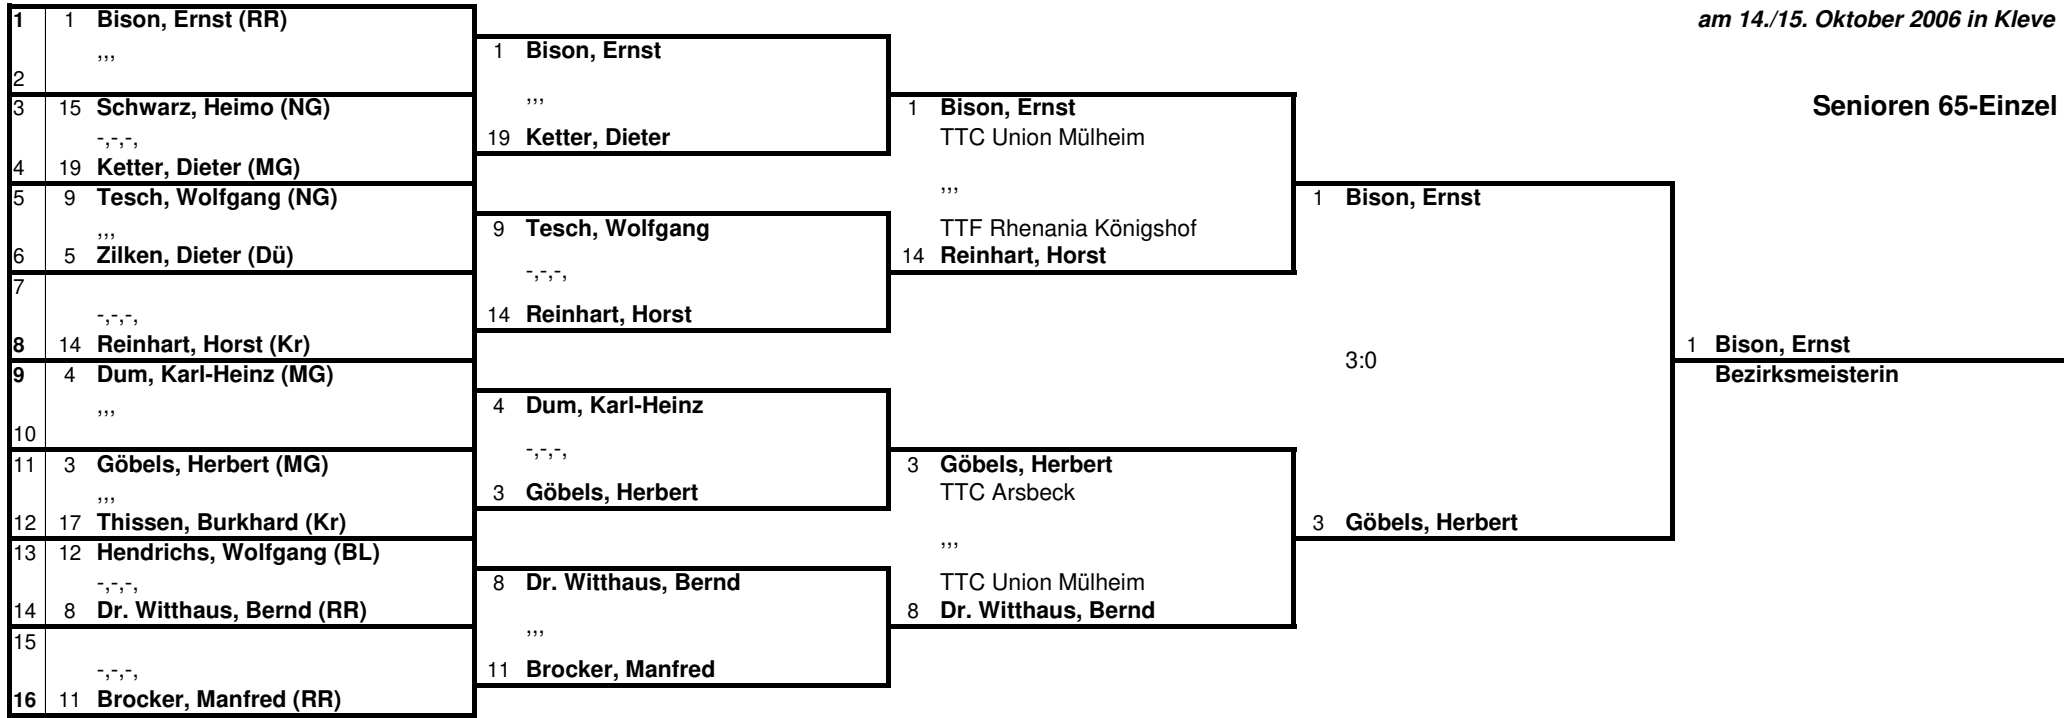 am 14./15. Oktober 2006 in Kleve
Senioren 65-Einzel
1 1 Bison, Ernst (RR)
,,,
2
3 15 Schwarz, Heimo (NG)
-,-,-,
4 19 Ketter, Dieter (MG)
5 9 Tesch, Wolfgang (NG)
,,,
6 5 Zilken, Dieter (Dü)
7
-,-,-,
8 14 Reinhart, Horst (Kr)
9 4 Dum, Karl-Heinz (MG)
,,,
10
11 3 Göbels, Herbert (MG)
,,,
12 17 Thissen, Burkhard (Kr)
13 12 Hendrichs, Wolfgang (BL)
-,-,-,
14 8 Dr. Witthaus, Bernd (RR)
15
-,-,-,
16 11 Brocker, Manfred (RR)
1 Bison, Ernst
,,,
19 Ketter, Dieter
9 Tesch, Wolfgang
-,-,-,
14 Reinhart, Horst
4 Dum, Karl-Heinz
-,-,-,
3 Göbels, Herbert
8 Dr. Witthaus, Bernd
,,,
11 Brocker, Manfred
1 Bison, Ernst
TTC Union Mülheim
,,,
TTF Rhenania Königshof
14 Reinhart, Horst
3 Göbels, Herbert
TTC Arsbeck
,,,
TTC Union Mülheim
8 Dr. Witthaus, Bernd
1 Bison, Ernst
3:0
3 Göbels, Herbert
1 Bison, Ernst
Bezirksmeisterin